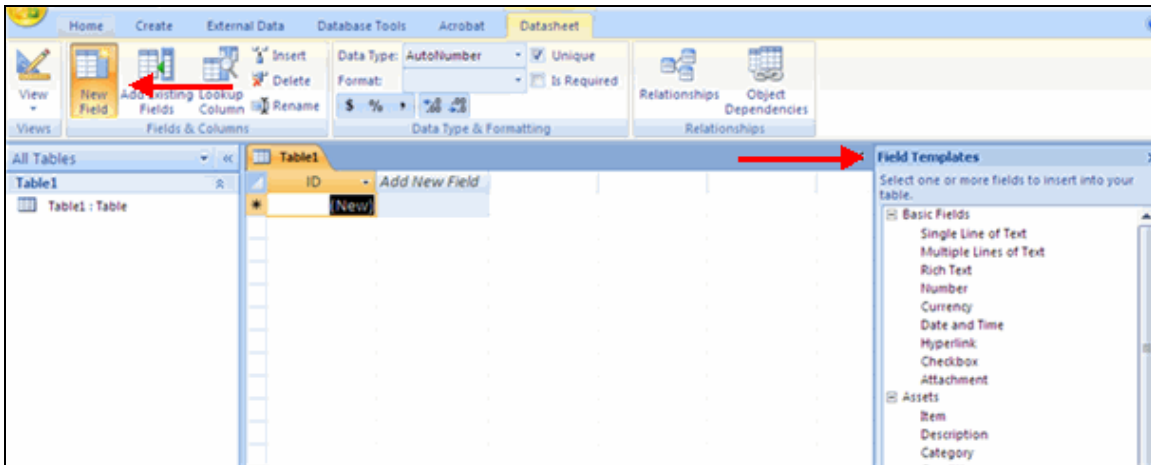 Home Create External Data Database Tools Acrobat Datasheet
View
New Field
Add Existing Fields
Lookup Column
Insert
Delete
Rename
Data Type: AutoNumber
Unique
Format:
Is Required
$ % ,
Relationships
Object Dependencies
Views
Fields & Columns
Data Type & Formatting
Relationships
All Tables
Table1
Table1 : Table
Table1
ID Add New Field
(New)
Field Templates
Select one or more fields to insert into your
table.
Basic Fields
Single Line of Text
Multiple Lines of Text
Rich Text
Number
Currency
Date and Time
Hyperlink
Checkbox
Attachment
Assets
Item
Description
Category